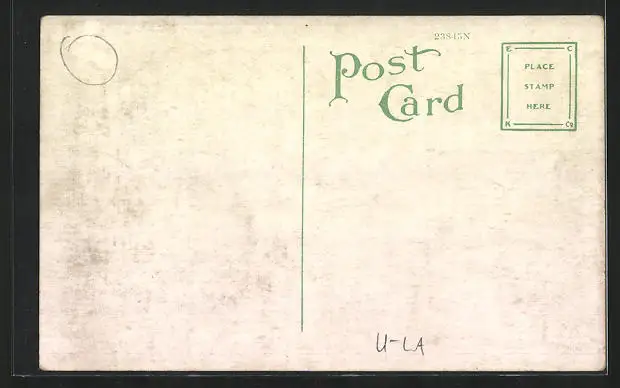 23845N
Post
Card
E C
PLACE
STAMP
HERE
K Co
U-LA